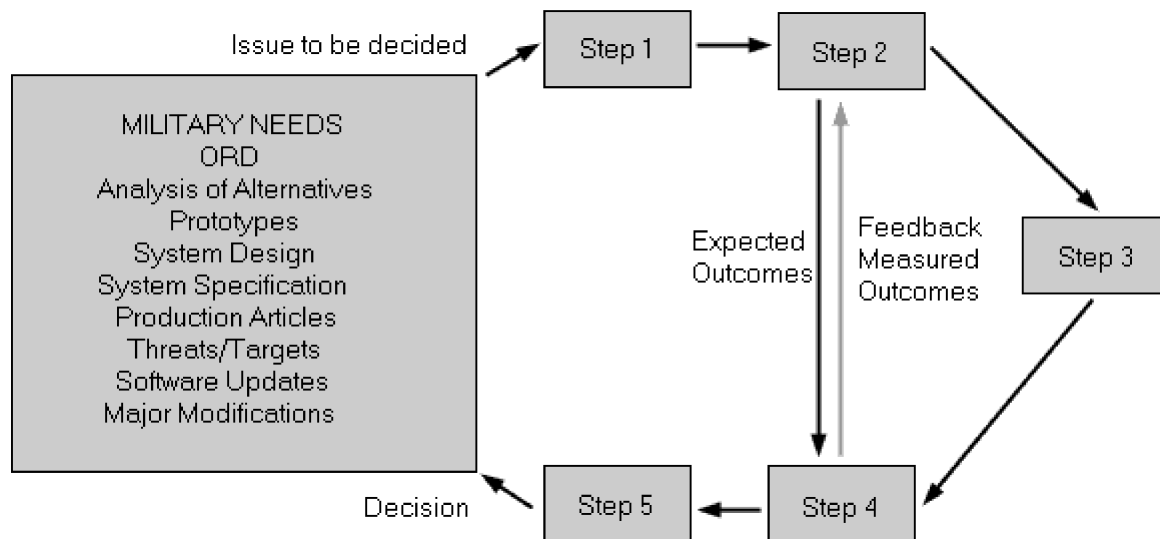 Issue to be decided
Step 1
Step 2
MILITARY NEEDS
ORD
Analysis of Alternatives
Prototypes
System Design
System Specification
Production Articles
Threats/Targets
Software Updates
Major Modifications
Expected
Outcomes
Feedback
Measured
Outcomes
Step 3
Step 4
Step 5
Decision